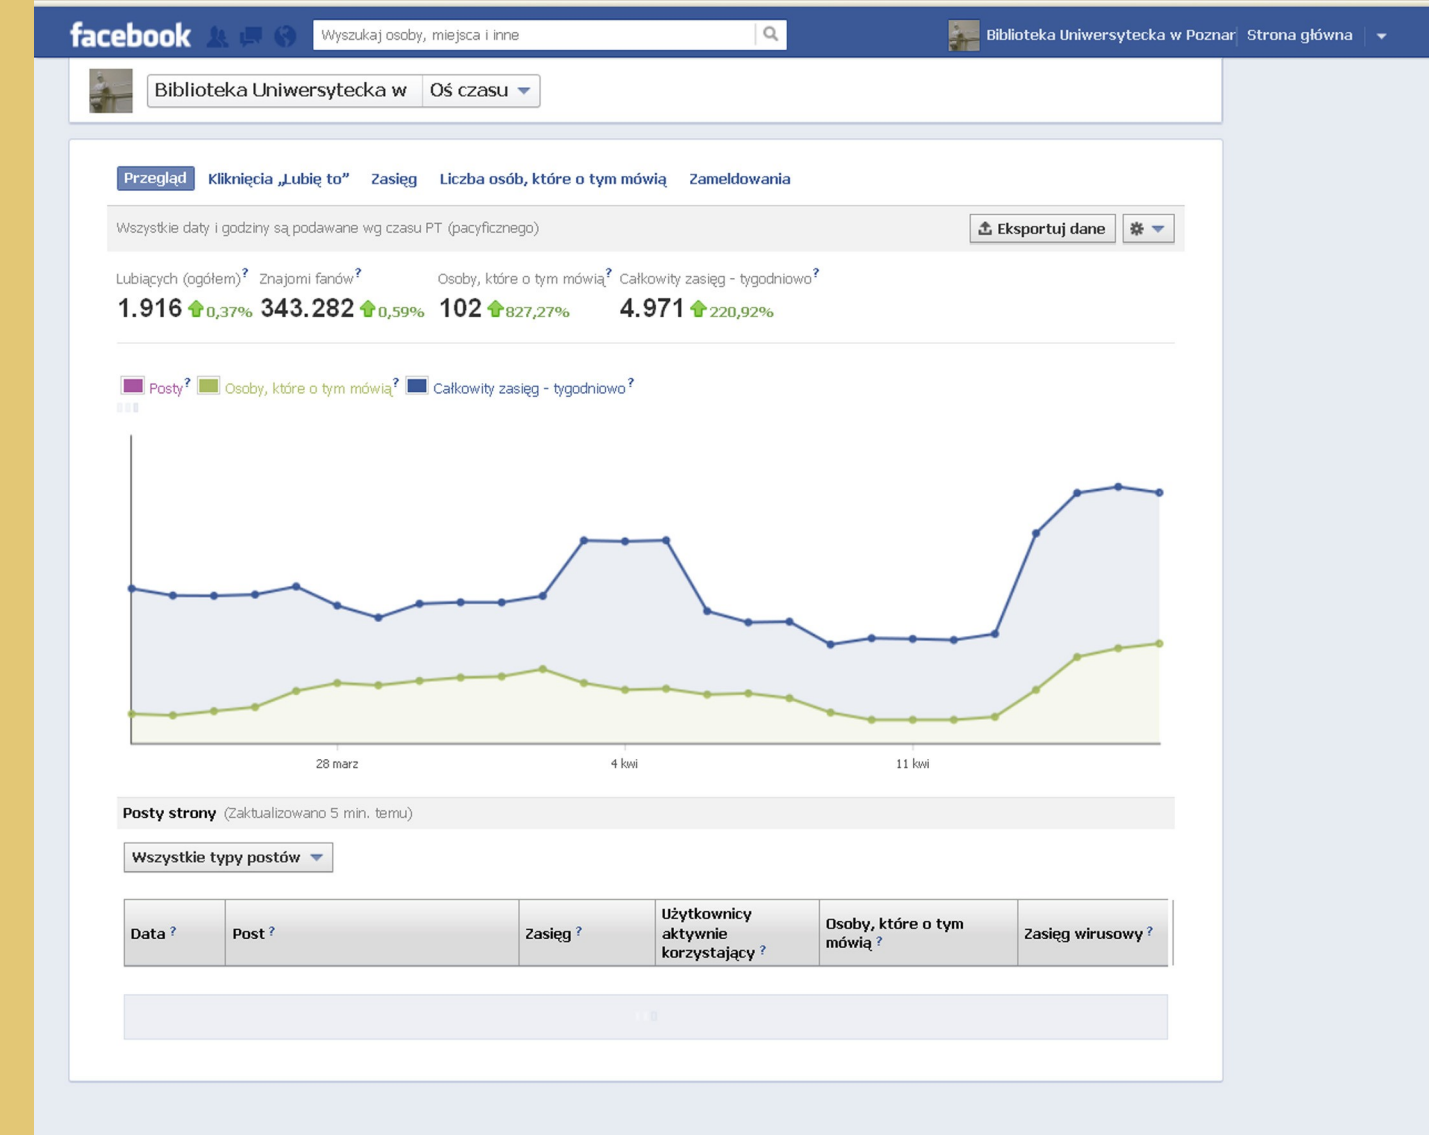 facebook Wyszukaj osoby, miejsca i inne Biblioteka Uniwersytecka w Poznar Strona główna
Biblioteka Uniwersytecka w Oś czasu
Przegląd Kliknięcia „Lubię to” Zasięg Liczba osób, które o tym mówią Zameldowania
Wszystkie daty i godziny są podawane wg czasu PT (pacyficznego) Eksportuj dane
Lubiących (ogółem)? Znajomi fanów? Osoby, które o tym mówią? Całkowity zasięg - tygodniowo?
1.916 0,37% 343.282 0,59% 102 827,27% 4.971 220,92%
Posty? Osoby, które o tym mówią? Całkowity zasięg - tygodniowo?
28 marz 4 kwi 11 kwi
Posty strony (Zaktualizowano 5 min. temu)
Wszystkie typy postów
Data ? Post ? Zasięg ? Użytkownicy aktywnie korzystający ? Osoby, które o tym mówią ? Zasięg wirusowy ?